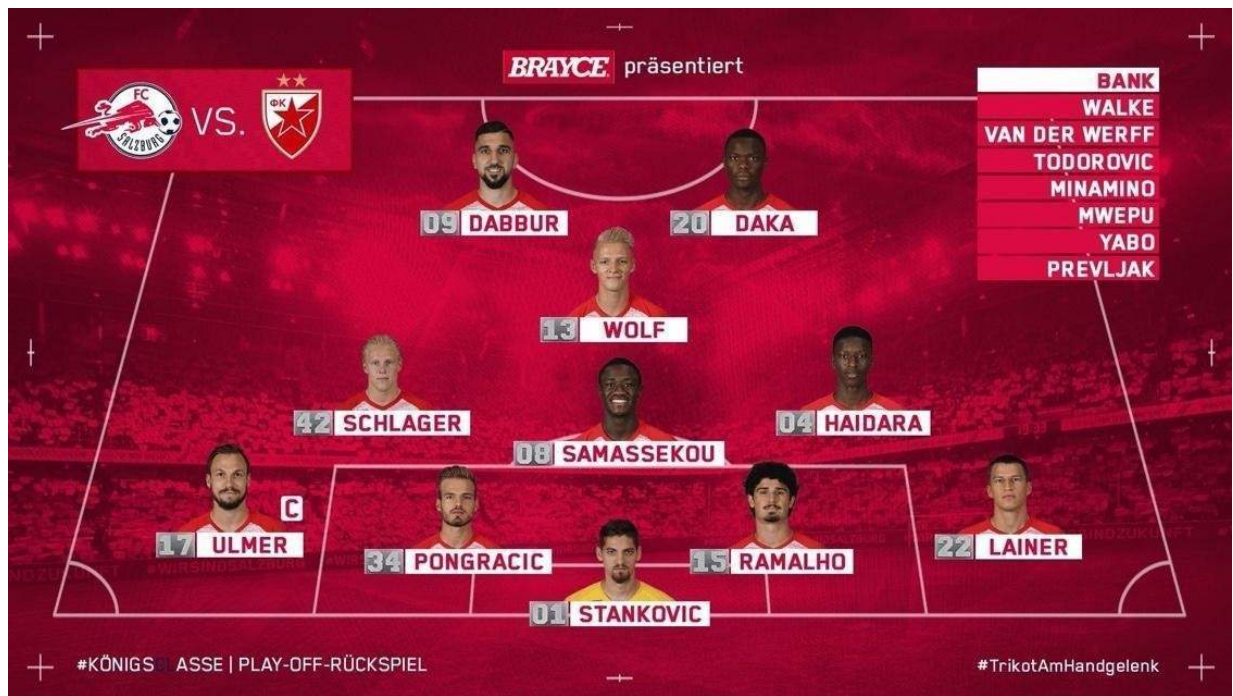 BRAYCE präsentiert
FC
SALZBURG
VS.
ФК
BANK
WALKE
VAN DER WERFF
TODOROVIC
MINAMINO
MWEPU
YABO
PREVLJAK
09 DABBUR
20 DAKA
13 WOLF
42 SCHLAGER
04 HAIDARA
08 SAMASSEKOU
C
17 ULMER
34 PONGRACIC
15 RAMALHO
22 LAINER
01 STANKOVIC
#WIRSINDSALZBURG
#KÖNIGSCLASSE | PLAY-OFF-RÜCKSPIEL
#TrikotAmHandgelenk